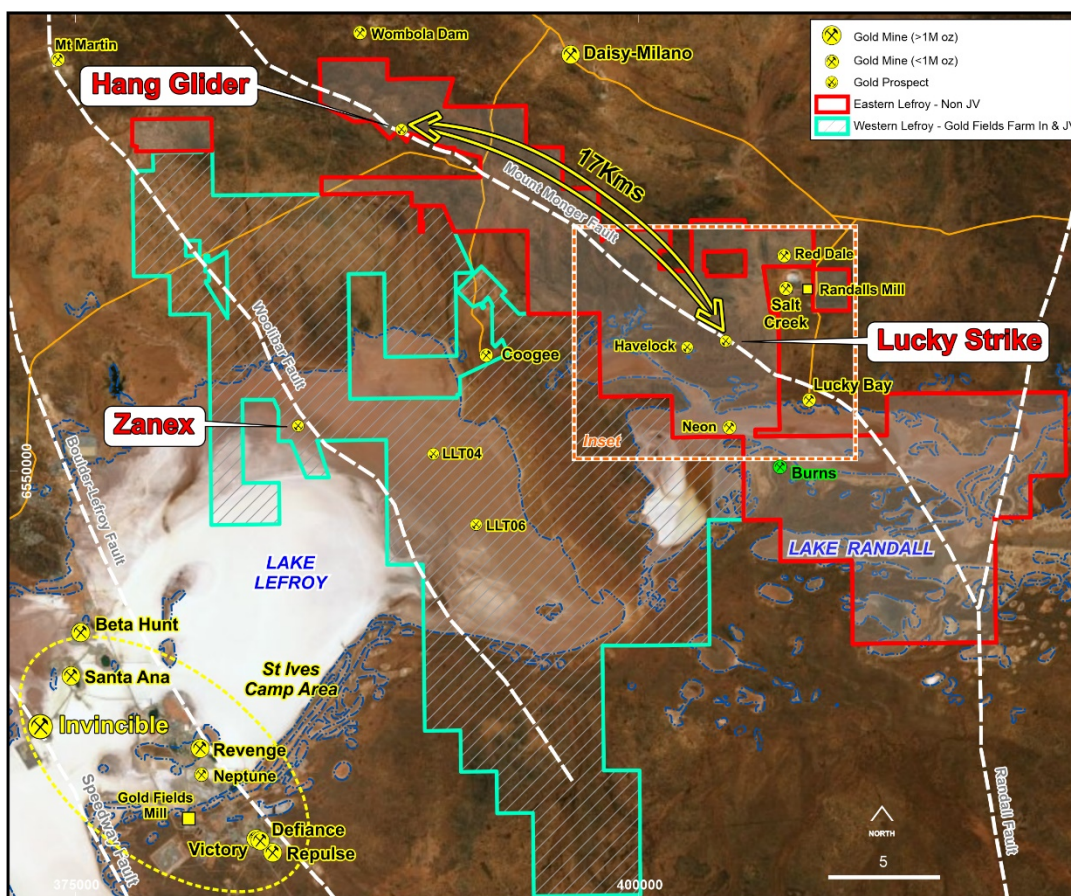 Mt Martin
Wombola Dam
Daisy-Milano
Hang Glider
Gold Mine (>1M oz)
Gold Mine (<1M oz)
Gold Prospect
Eastern Lefroy - Non JV
Western Lefroy - Gold Fields Farm In & JV
17Kms
Mount Monger Fault
Red Dale
Randalls Mill
Salt
Creek
Woolibar Fault
Havelock
Lucky Strike
Coogee
Lucky Bay
Zanex
Neon
Inset
LLT04
Burns
6550000
Boulder-Lefroy Fault
LLT06
LAKE
LEFROY
LAKE RANDALL
Beta Hunt
Santa Ana
St Ives
Camp Area
Invincible
Revenge
Neptune
Gold Fields
Mill
Speedway Fault
Randall Fault
Defiance
Victory
Repulse
NORTH
5
375000
400000